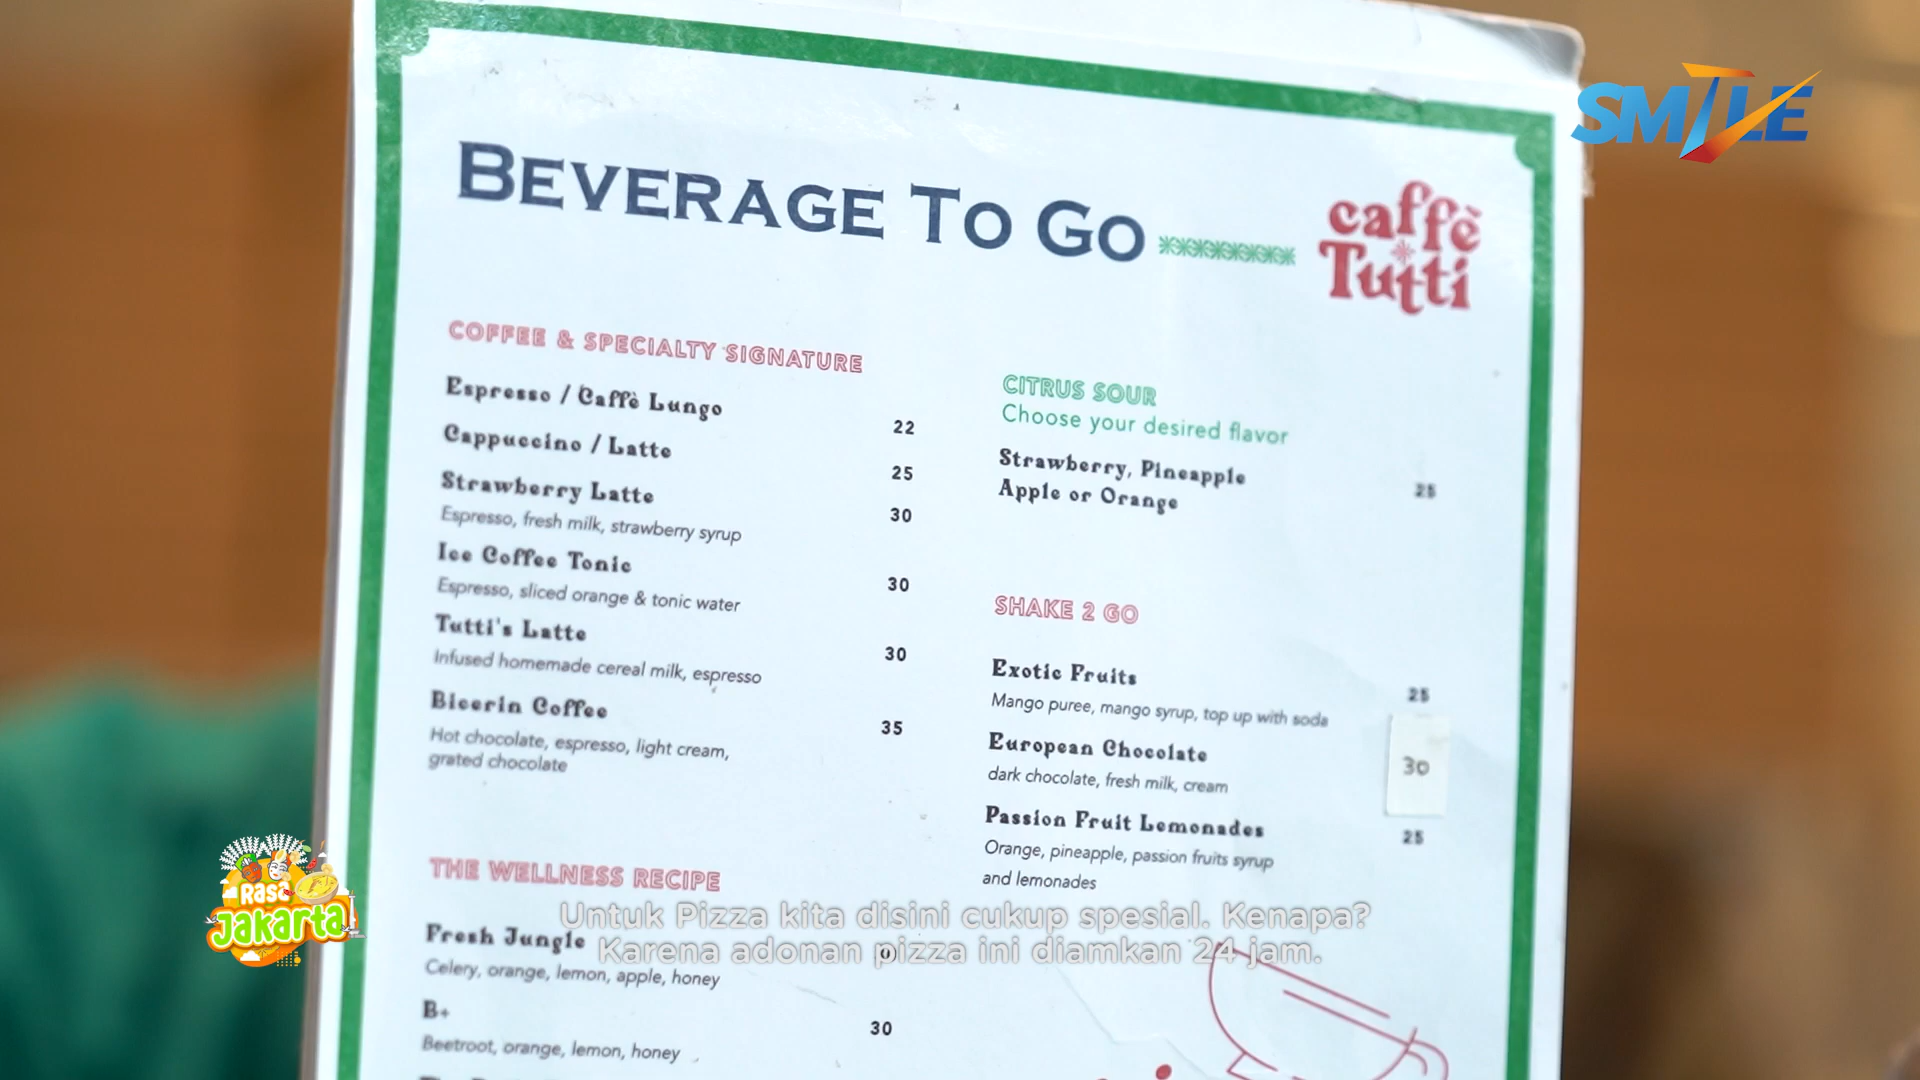 SMILE
BEVERAGE TO GO
caffè
Tutti
COFFEE & SPECIALTY SIGNATURE
Espresso / Caffè Lungo 22
Cappuccino / Latte 25
Strawberry Latte 30
Espresso, fresh milk, strawberry syrup
Ice Coffee Tonic 30
Espresso, sliced orange & tonic water
Tutti's Latte 30
Infused homemade cereal milk, espresso
Bicerin Coffee 35
Hot chocolate, espresso, light cream,
grated chocolate
THE WELLNESS RECIPE
Fresh Jungle
Celery, orange, lemon, apple, honey
B+ 30
Beetroot, orange, lemon, honey
CITRUS SOUR
Choose your desired flavor
Strawberry, Pineapple
Apple or Orange 25
SHAKE 2 GO
Exotic Fruits 25
Mango puree, mango syrup, top up with soda
European Chocolate 30
dark chocolate, fresh milk, cream
Passion Fruit Lemonades 25
Orange, pineapple, passion fruits syrup
and lemonades
Rasa
Jakarta
Untuk Pizza kita disini cukup spesial. Kenapa?
Karena adonan pizza ini diamkan 24 jam.